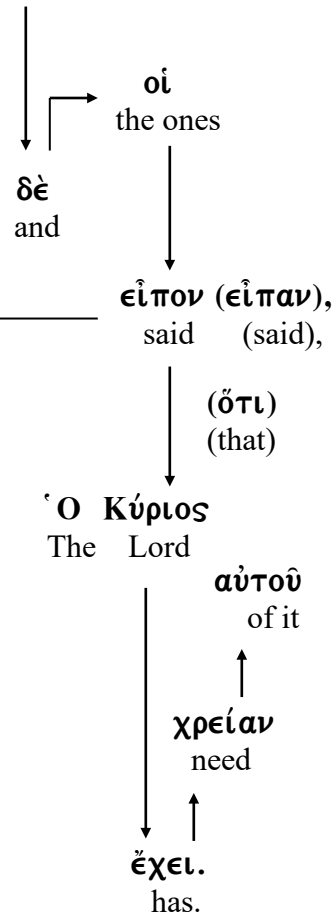 οἱ
the ones
δὲ
and
εἶπον (εἶπαν),
said (said),
(ὅτι)
(that)
Ὁ Κύριος
The Lord
αὐτοῦ
of it
χρείαν
need
ἔχει.
has.